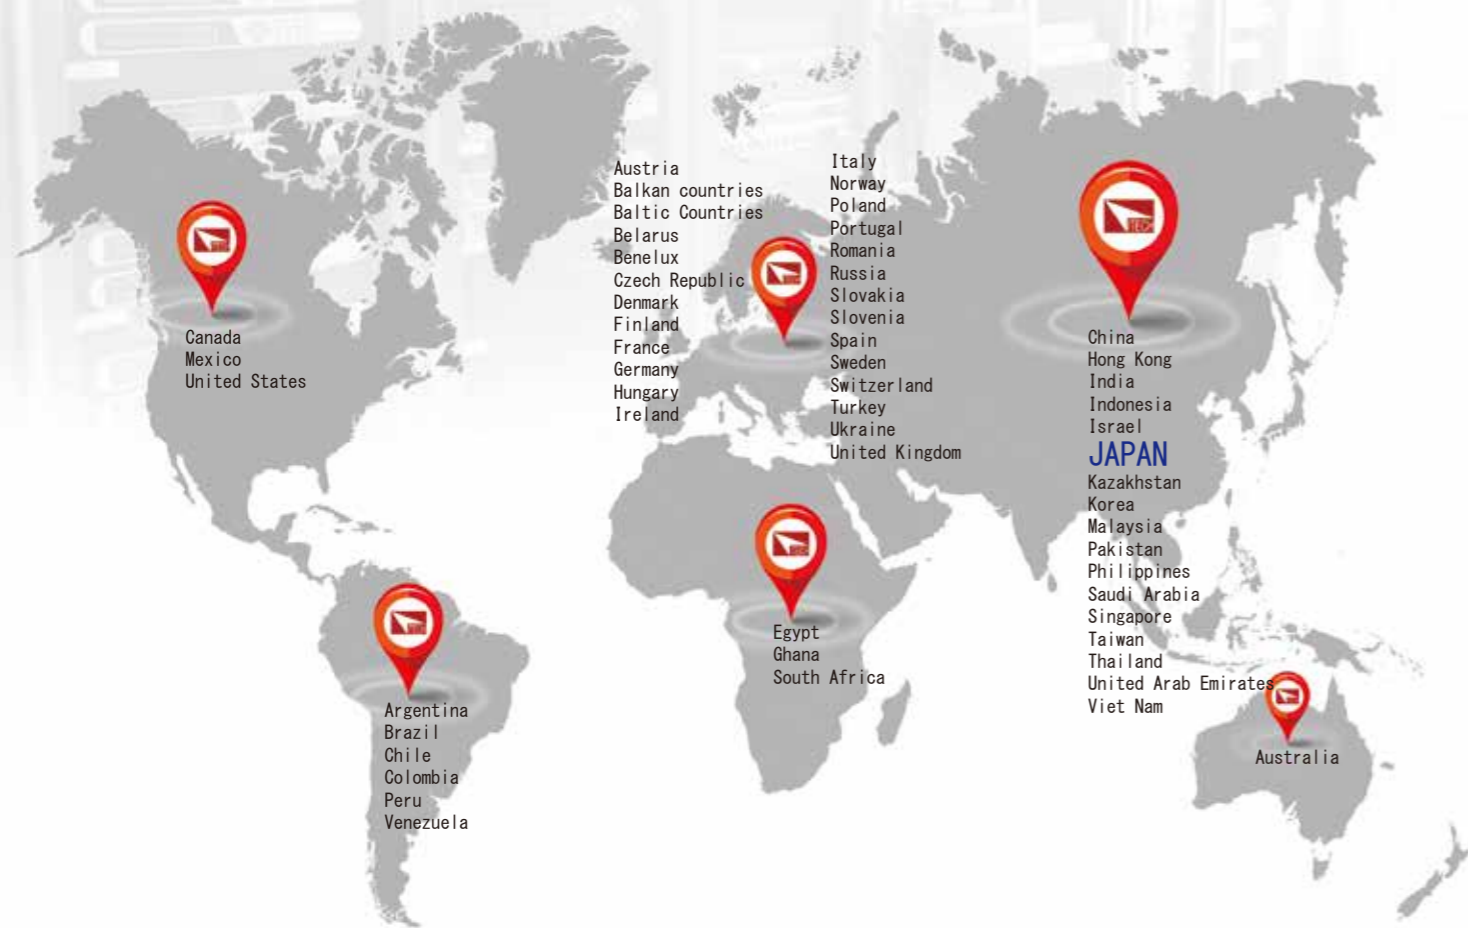 Canada
Mexico
United States
Austria
Balkan countries
Baltic Countries
Belarus
Benelux
Czech Republic
Denmark
Finland
France
Germany
Hungary
Ireland
Italy
Norway
Poland
Portugal
Romania
Russia
Slovakia
Slovenia
Spain
Sweden
Switzerland
Turkey
Ukraine
United Kingdom
China
Hong Kong
India
Indonesia
Israel
JAPAN
Kazakhstan
Korea
Malaysia
Pakistan
Philippines
Saudi Arabia
Singapore
Taiwan
Thailand
United Arab Emirates
Viet Nam
Egypt
Ghana
South Africa
Argentina
Brazil
Chile
Colombia
Peru
Venezuela
Australia